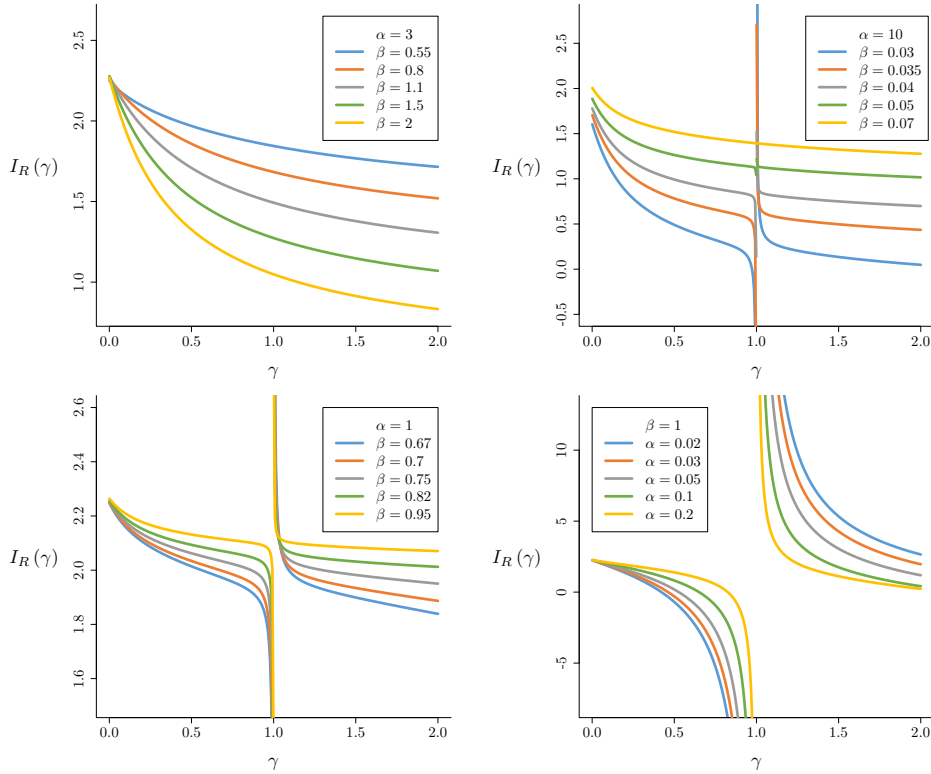 α = 3
β = 0.55
β = 0.8
β = 1.1
β = 1.5
β = 2
2.5
2.0
1.5
1.0
I_R (γ)
0.0 0.5 1.0 1.5 2.0
γ
α = 10
β = 0.03
β = 0.035
β = 0.04
β = 0.05
β = 0.07
2.5
2.0
1.5
1.0
0.5
0.0
-0.5
I_R (γ)
0.0 0.5 1.0 1.5 2.0
γ
α = 1
β = 0.67
β = 0.7
β = 0.75
β = 0.82
β = 0.95
2.6
2.4
2.2
2.0
1.8
1.6
I_R (γ)
0.0 0.5 1.0 1.5 2.0
γ
β = 1
α = 0.02
α = 0.03
α = 0.05
α = 0.1
α = 0.2
10
5
0
-5
I_R (γ)
0.0 0.5 1.0 1.5 2.0
γ